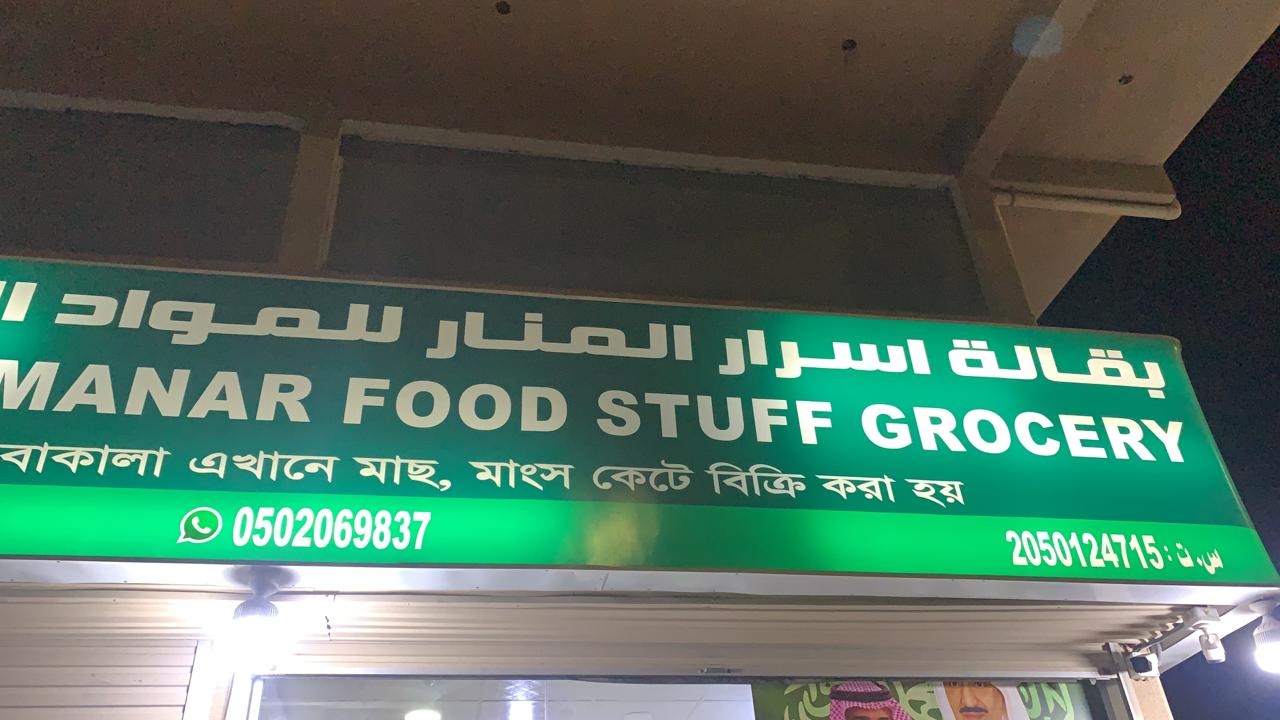 بقالة اسرار المنار للمواد
MANAR FOOD STUFF GROCERY
বাকালা এখানে মাছ, মাংস কেটে বিক্রি করা হয়
0502069837
س.ت : 2050124715